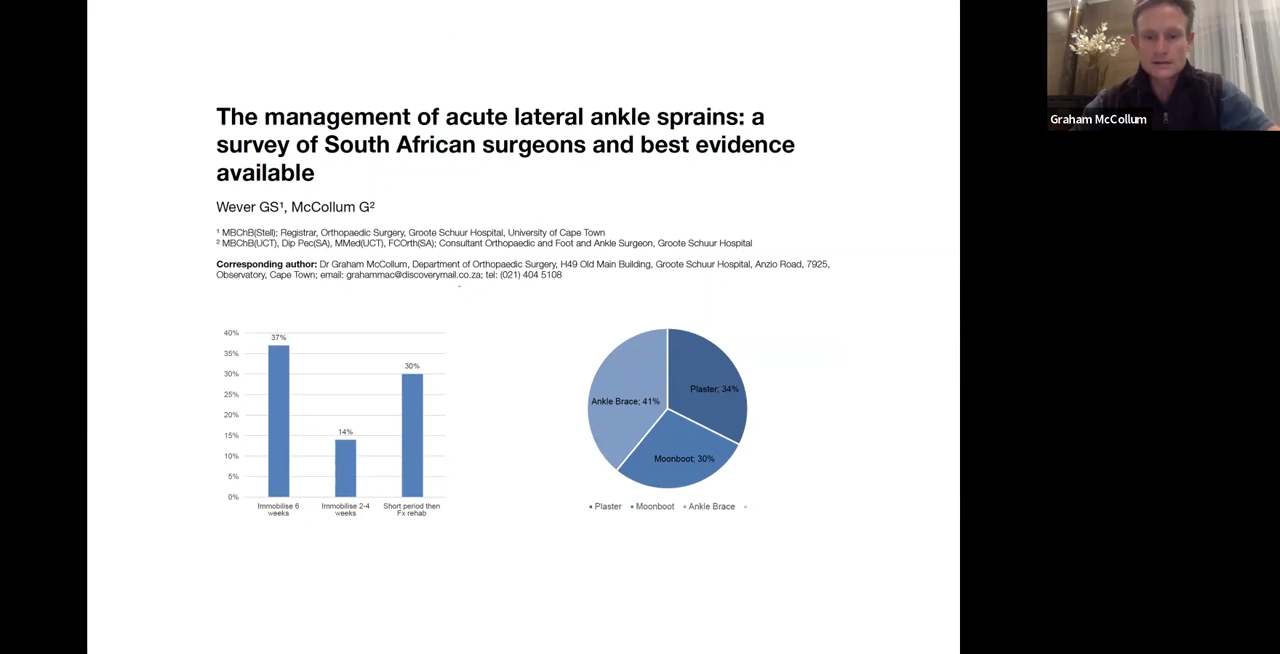 The management of acute lateral ankle sprains: a
survey of South African surgeons and best evidence
available
Wever GS¹, McCollum G²
¹ MBChB(Stell); Registrar, Orthopaedic Surgery, Groote Schuur Hospital, University of Cape Town
² MBChB(UCT), Dip Pec(SA), MMed(UCT), FCOrth(SA); Consultant Orthopaedic and Foot and Ankle Surgeon, Groote Schuur Hospital
Corresponding author: Dr Graham McCollum, Department of Orthopaedic Surgery, H49 Old Main Building, Groote Schuur Hospital, Anzio Road, 7925,
Observatory, Cape Town; email: grahammac@discoverymail.co.za; tel: (021) 404 5108
40%
35%
30%
25%
20%
15%
10%
5%
0%
37%
14%
30%
Immobilise 6
weeks
Immobilise 2-4
weeks
Short period then
Fx rehab
Plaster; 34%
Moonboot; 30%
Ankle Brace; 41%
Plaster Moonboot Ankle Brace
Graham McCollum